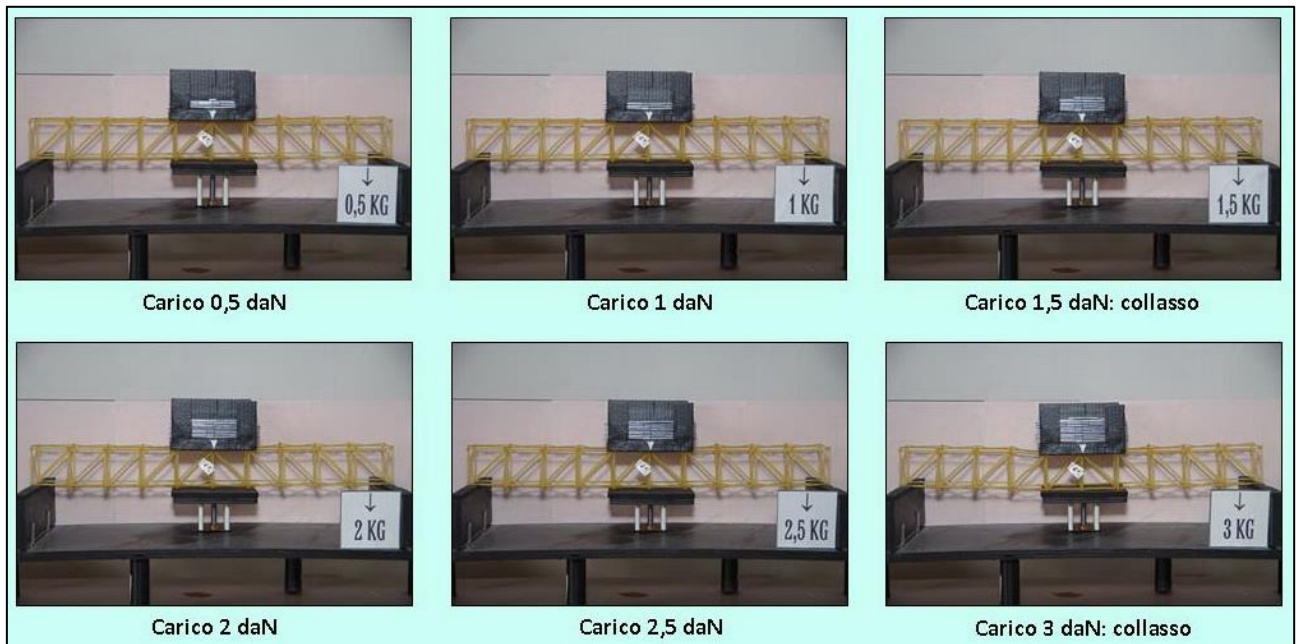 ↓
0,5 KG
↓
1 KG
↓
1,5 KG
Carico 0,5 daN
Carico 1 daN
Carico 1,5 daN: collasso
↓
2 KG
↓
2,5 KG
↓
3 KG
Carico 2 daN
Carico 2,5 daN
Carico 3 daN: collasso